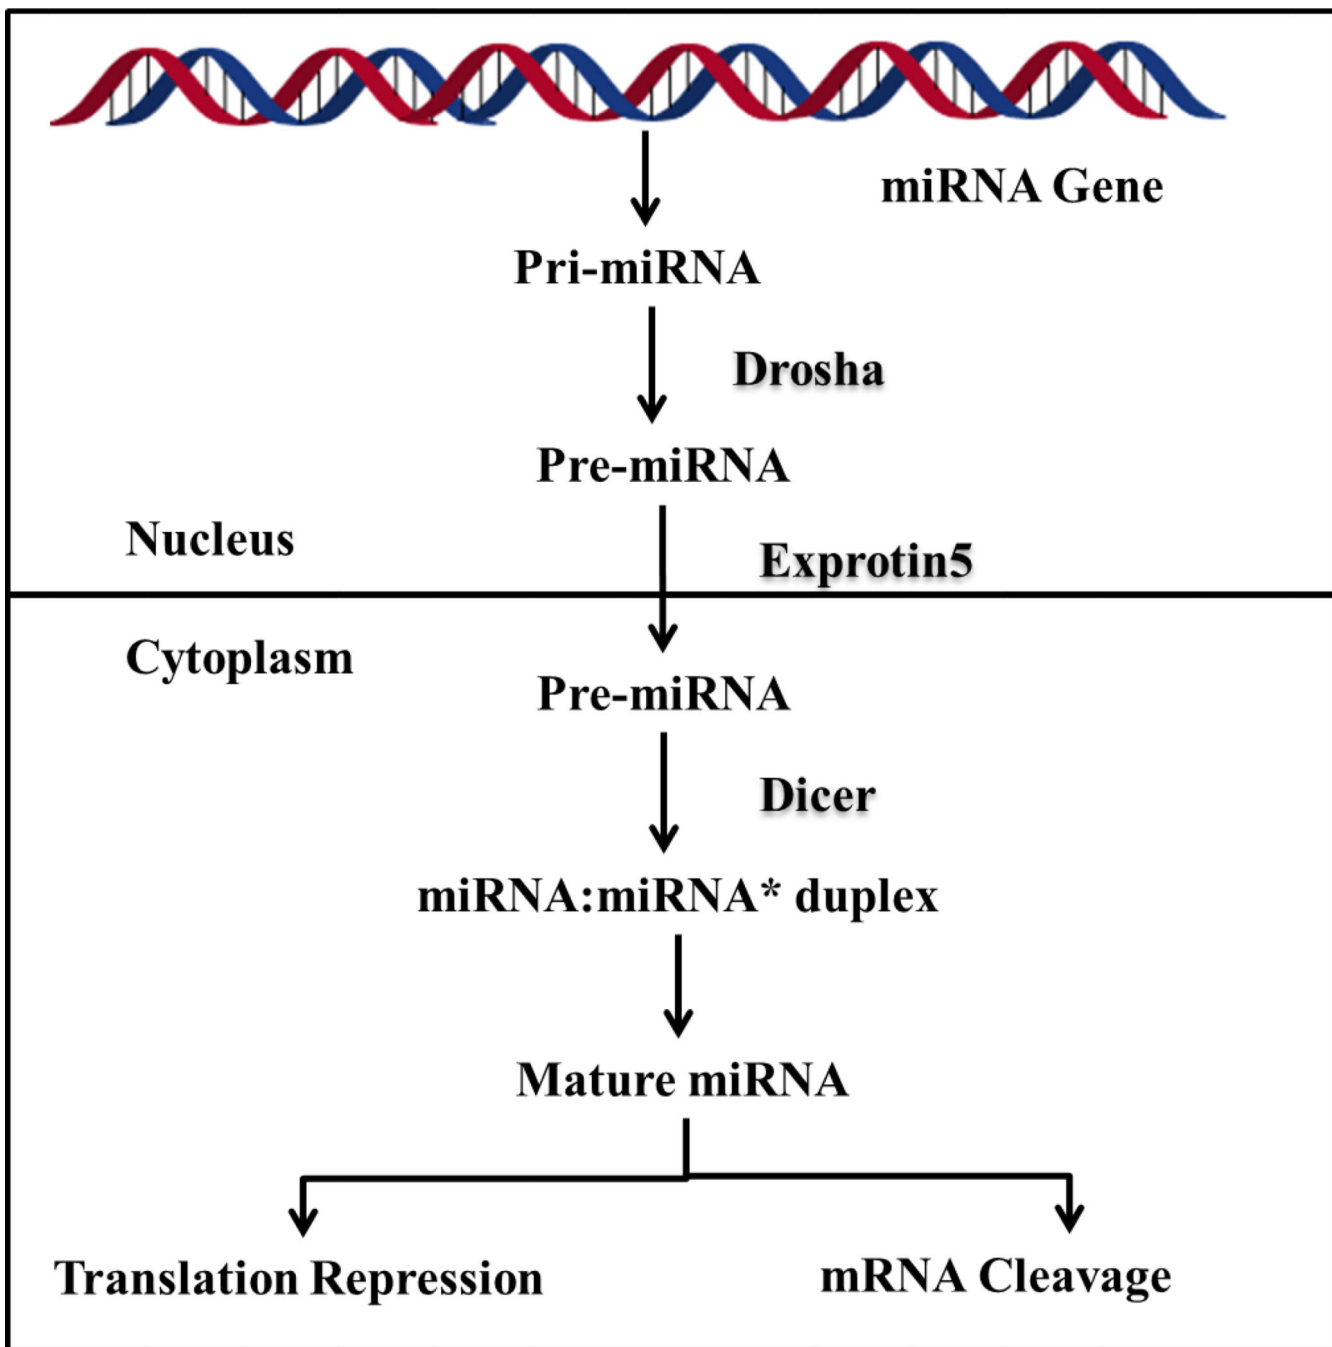 miRNA Gene
Pri-miRNA
Drosha
Pre-miRNA
Nucleus
Exprotin5
Cytoplasm
Pre-miRNA
Dicer
miRNA:miRNA* duplex
Mature miRNA
Translation Repression
mRNA Cleavage